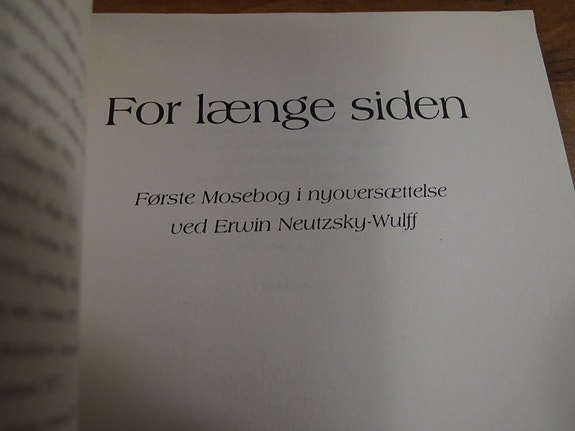 For længe siden
Første Mosebog i nyoversættelse
ved Erwin Neutzsky-Wulff